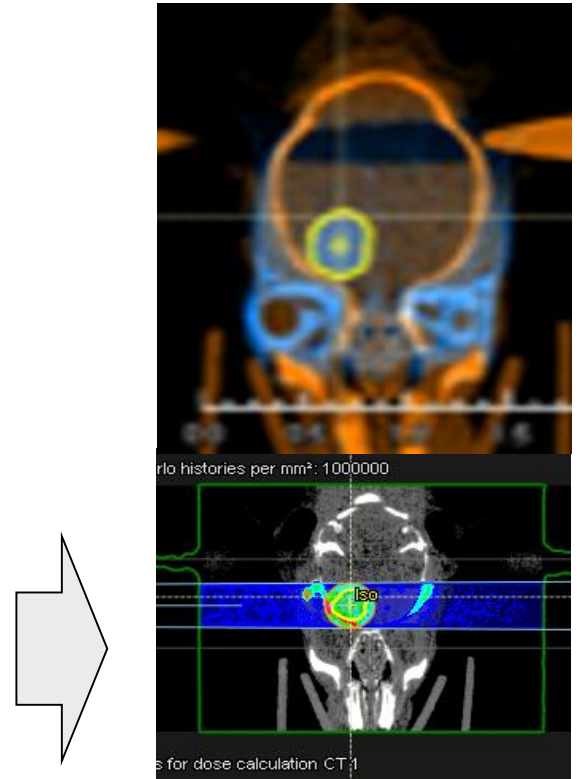 rlo histories per mm²: 1000000
Iso
s for dose calculation CT 1